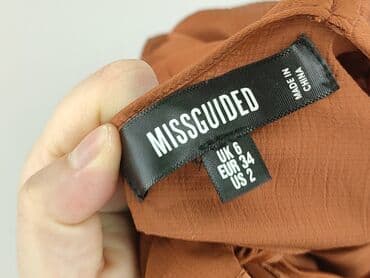 MISSGUIDED
MADE IN
CHINA
UK 6
EUR 34
US 2